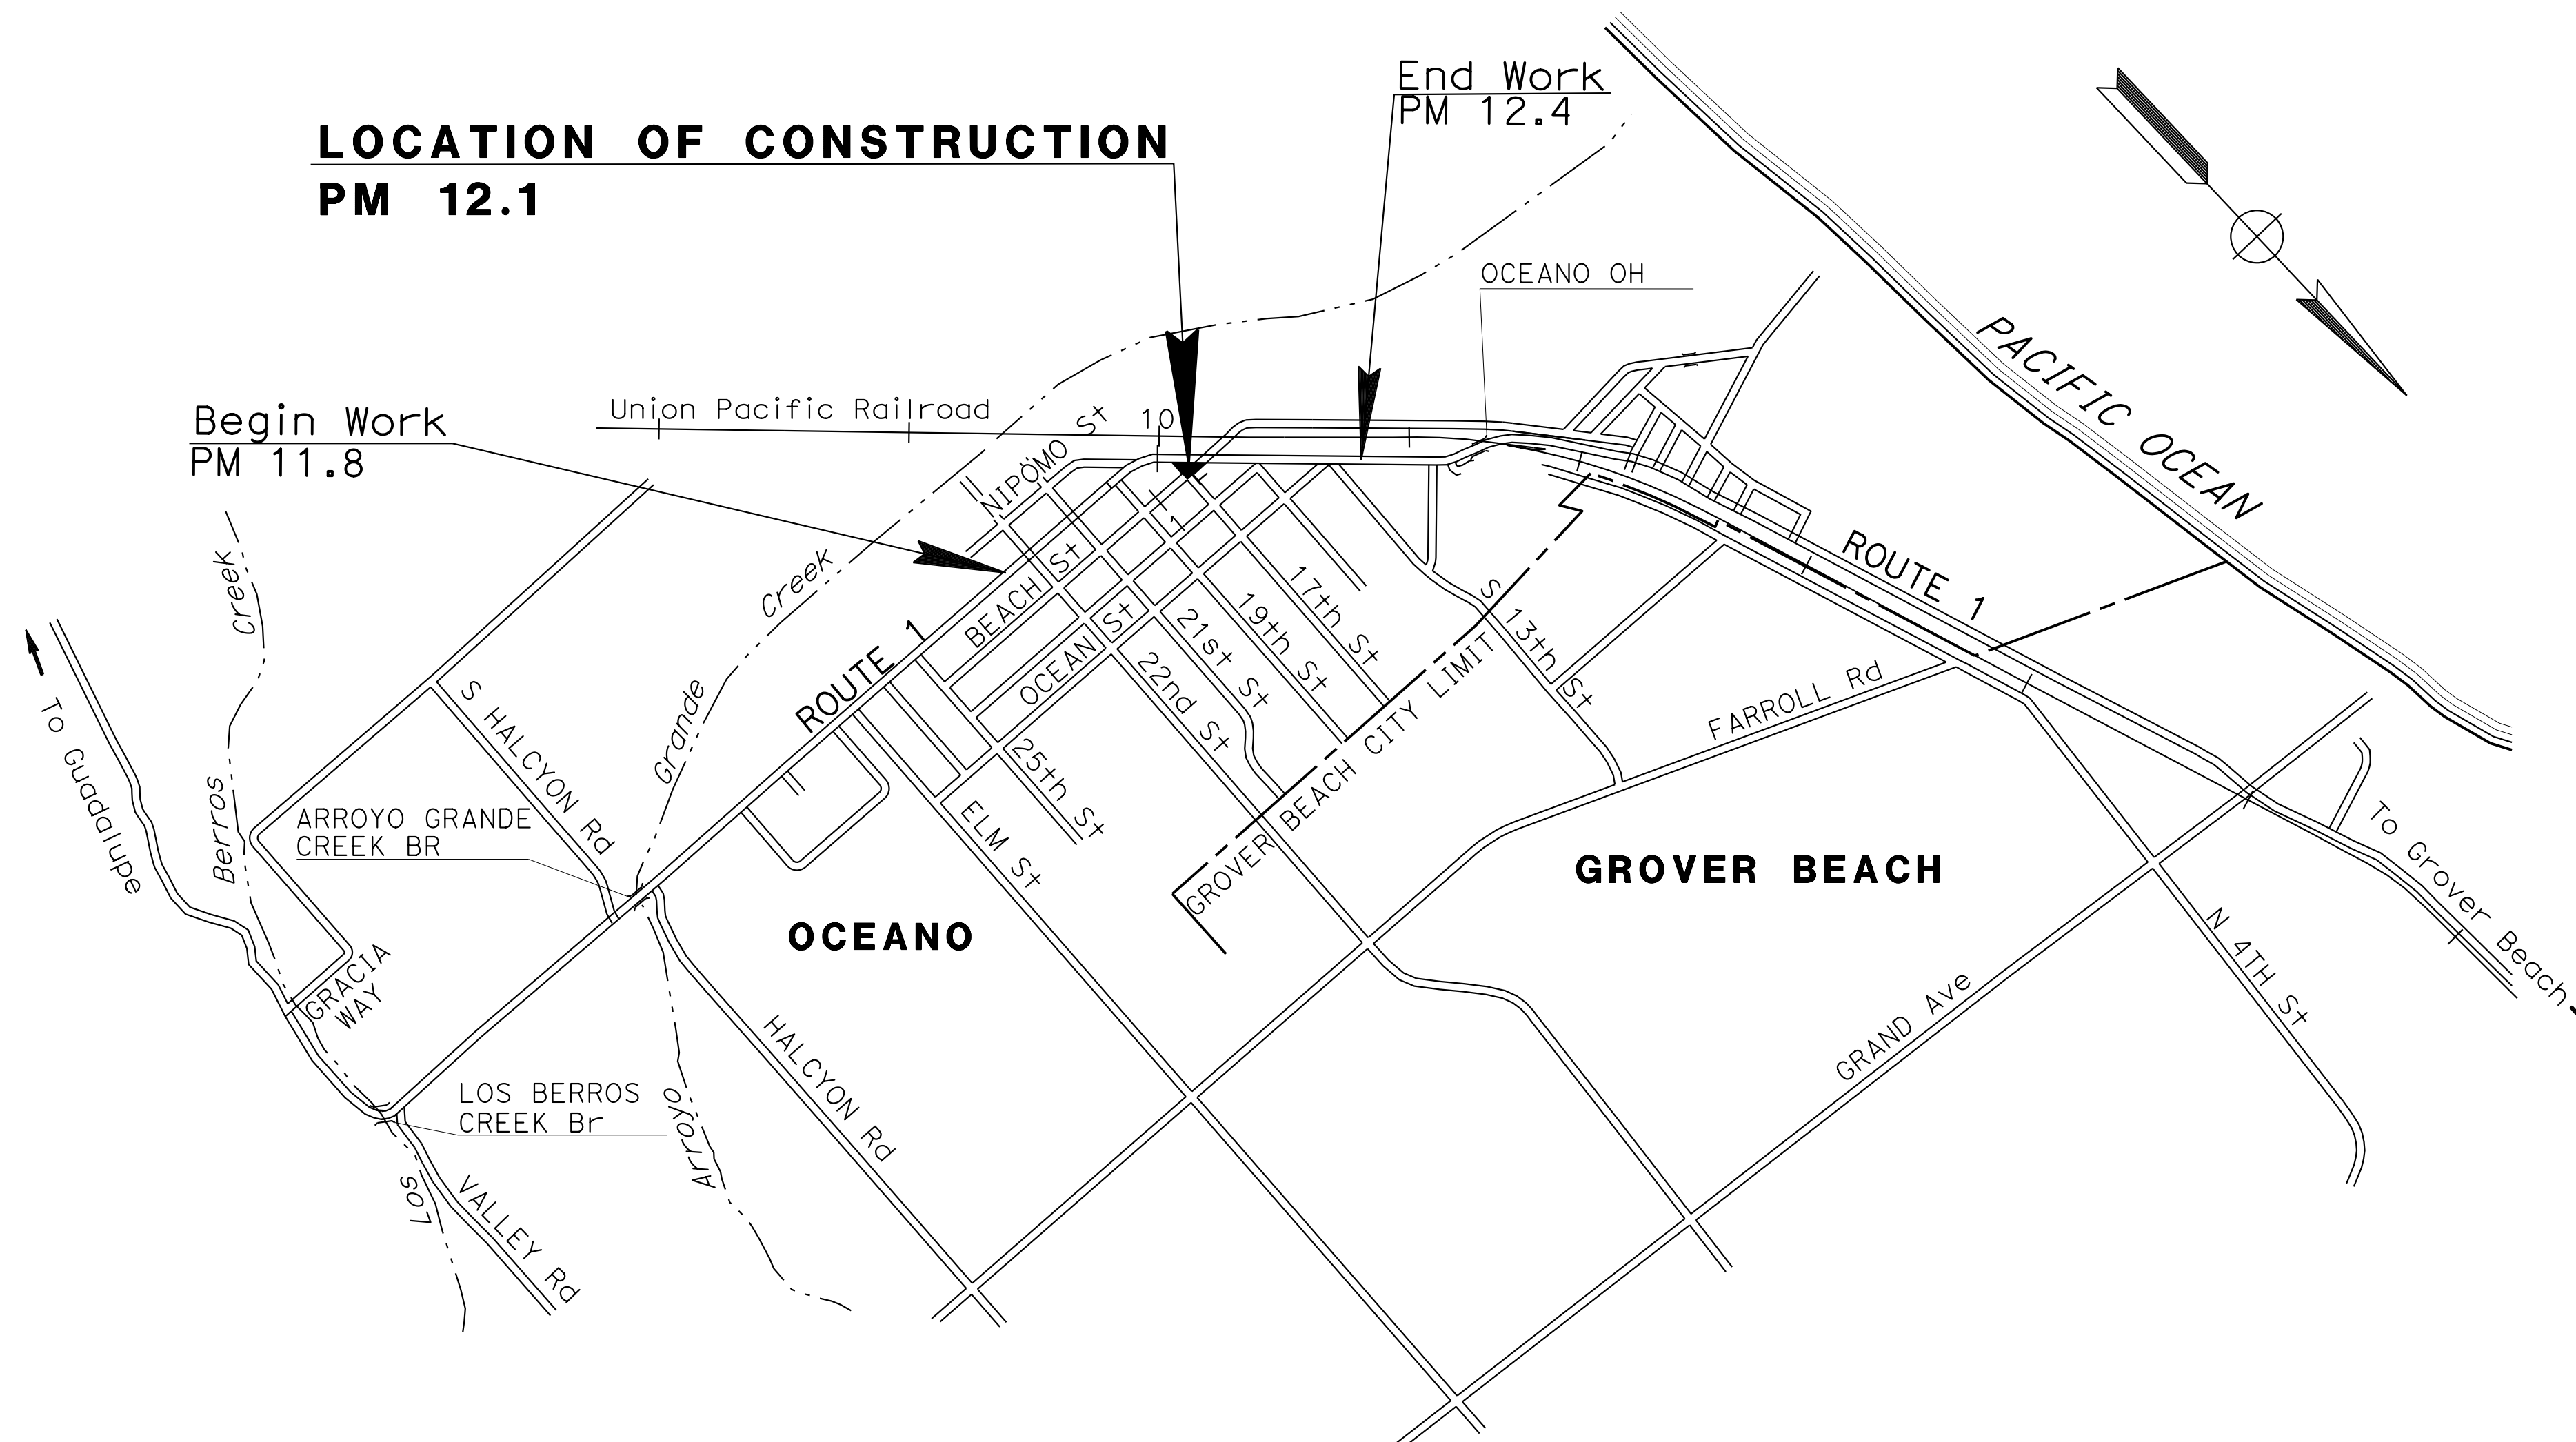 End Work
PM 12.4
LOCATION OF CONSTRUCTION
PM 12.1
OCEANO OH
PACIFIC OCEAN
Begin Work
PM 11.8
Union Pacific Railroad
10
NIPOMO St
Creek
Creek
BEACH St
1
ROUTE 1
17th St
19th St
21st St
22nd St
S 13th St
OCEAN St
ROUTE 1
To Guadalupe
S HALCYON Rd
Grande
25th St
GROVER BEACH CITY LIMIT
FARROLL Rd
Berros
ARROYO GRANDE
CREEK BR
ELM St
GROVER BEACH
To Grover Beach
OCEANO
GRACIA
WAY
N 4TH St
GRAND Ave
HALCYON Rd
LOS BERROS
CREEK Br
Arroyo
Los
VALLEY Rd